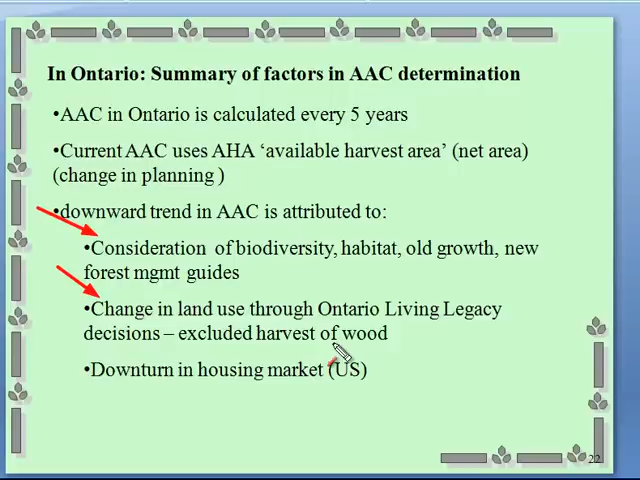 In Ontario: Summary of factors in AAC determination
•AAC in Ontario is calculated every 5 years
•Current AAC uses AHA ‘available harvest area’ (net area)
(change in planning )
•downward trend in AAC is attributed to:
•Consideration of biodiversity, habitat, old growth, new
forest mgmt guides
•Change in land use through Ontario Living Legacy
decisions – excluded harvest of wood
•Downturn in housing market (US)
22